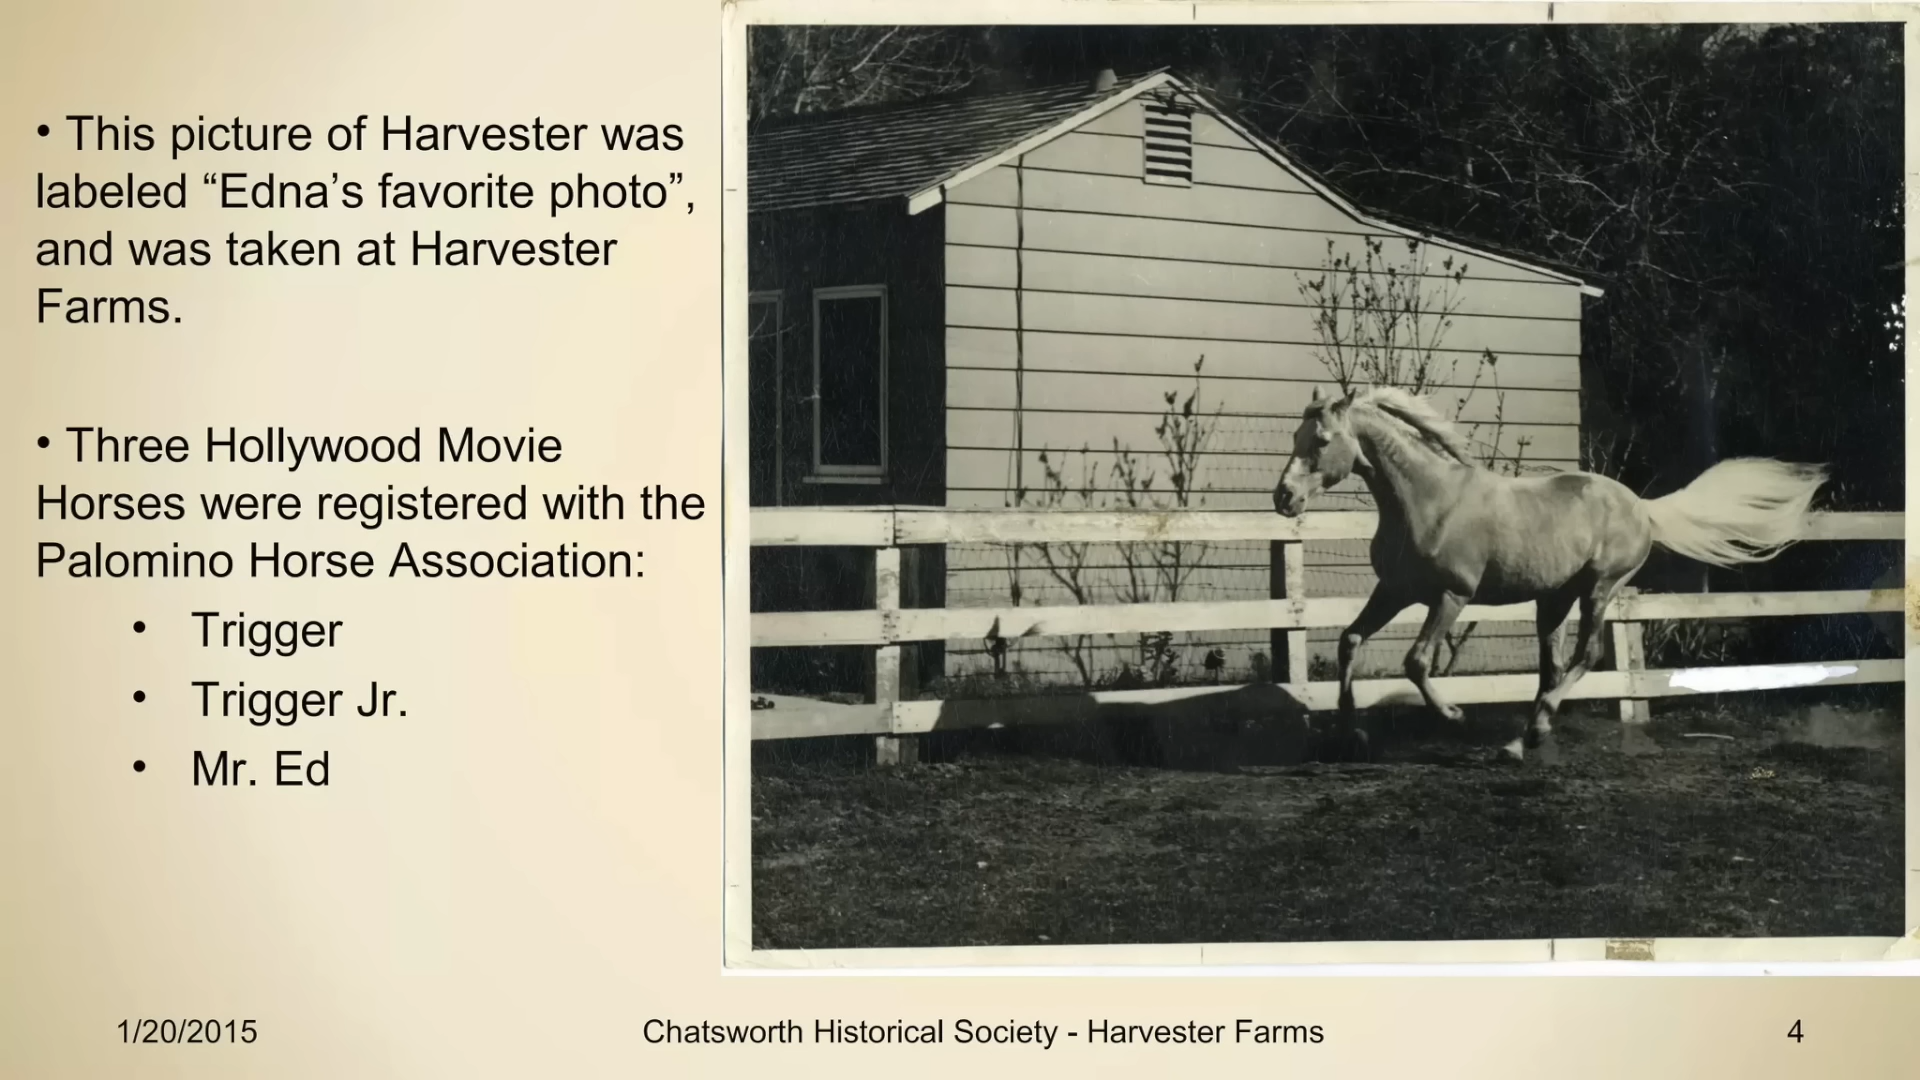 • This picture of Harvester was
labeled “Edna’s favorite photo”,
and was taken at Harvester
Farms.
• Three Hollywood Movie
Horses were registered with the
Palomino Horse Association:
• Trigger
• Trigger Jr.
• Mr. Ed
1/20/2015
Chatsworth Historical Society - Harvester Farms
4